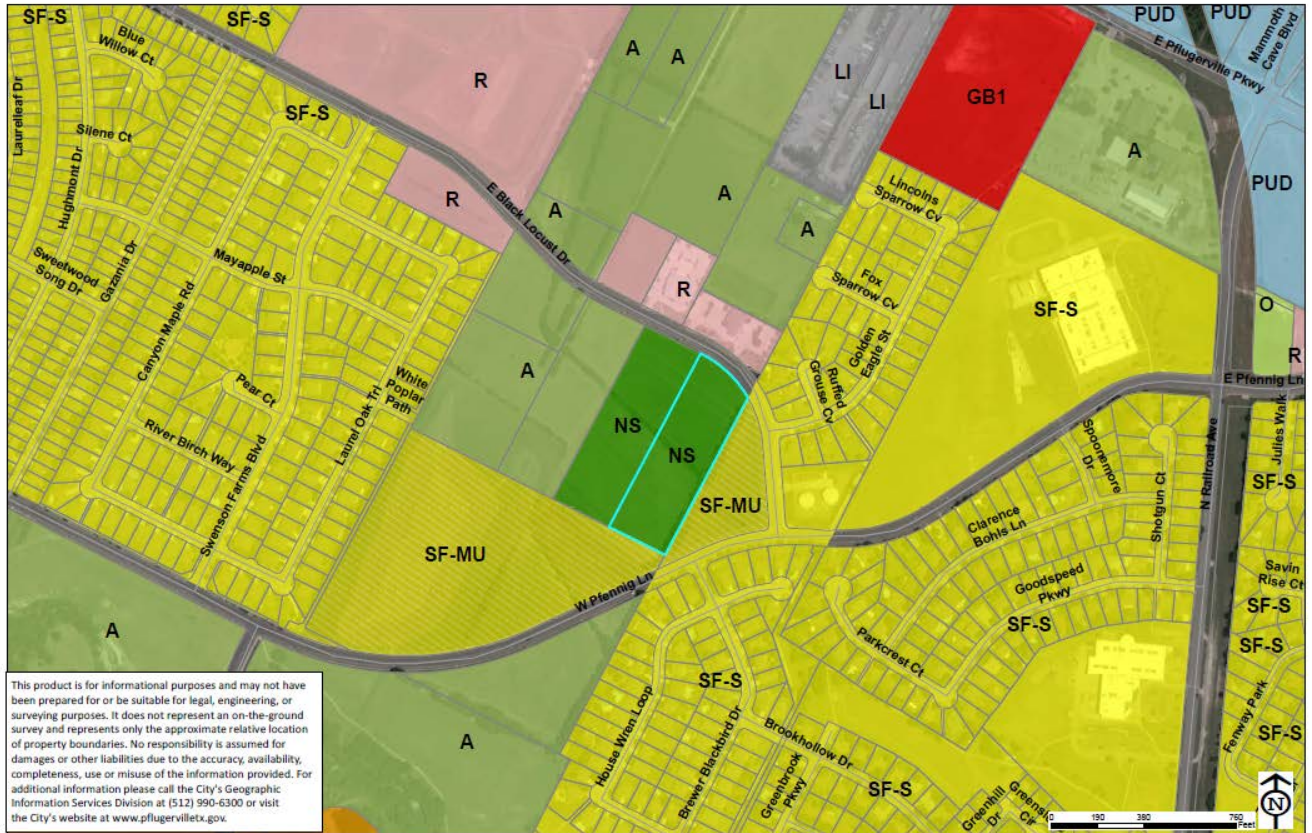 SF-S
SF-S
PUD
PUD
Mammoth
Cave Blvd
E Pflugerville Pkwy
Blue
Willow Ct
A
A
LI
LI
GB1
R
SF-S
Laurelleaf Dr
Silene Ct
Hughmont Dr
A
PUD
R
E Black Locust Dr
A
A
A
Lincolns
Sparrow Cv
Sweetwood
Song Dr
Gazania Dr
Mayapple St
Canyon Maple Rd
R
Fox
Sparrow Cv
Golden
Eagle St
SF-S
O
R
E Pfennig Ln
White
Poplar
Path
A
Ruffed
Grouse Cv
Pear Ct
River Birch Way
Laurel Oak Trl
Swenson Farms Blvd
NS
NS
Spoonemore
Dr
Shotgun Ct
N Railroad Ave
Julies Walk
SF-S
SF-MU
SF-MU
Clarence
Bohls Ln
Goodspeed
Pkwy
W Pfennig Ln
Savin
Rise Ct
SF-S
SF-S
A
Parkcrest Ct
SF-S
SF-S
Fenway Park
SF-S
A
House Wren Loop
Brewer Blackbird Dr
Brookhollow Dr
Greenbrook
Pkwy
SF-S
Greenhill
Dr
Cir
This product is for informational purposes and may not have
been prepared for or be suitable for legal, engineering, or
surveying purposes. It does not represent an on-the-ground
survey and represents only the approximate relative location
of property boundaries. No responsibility is assumed for
damages or other liabilities due to the accuracy, availability,
completeness, use or misuse of the information provided. For
additional information please call the City's Geographic
Information Services Division at (512) 990-6300 or visit
the City's website at www.pflugervilletx.gov.
0 190 380 760
Feet
N